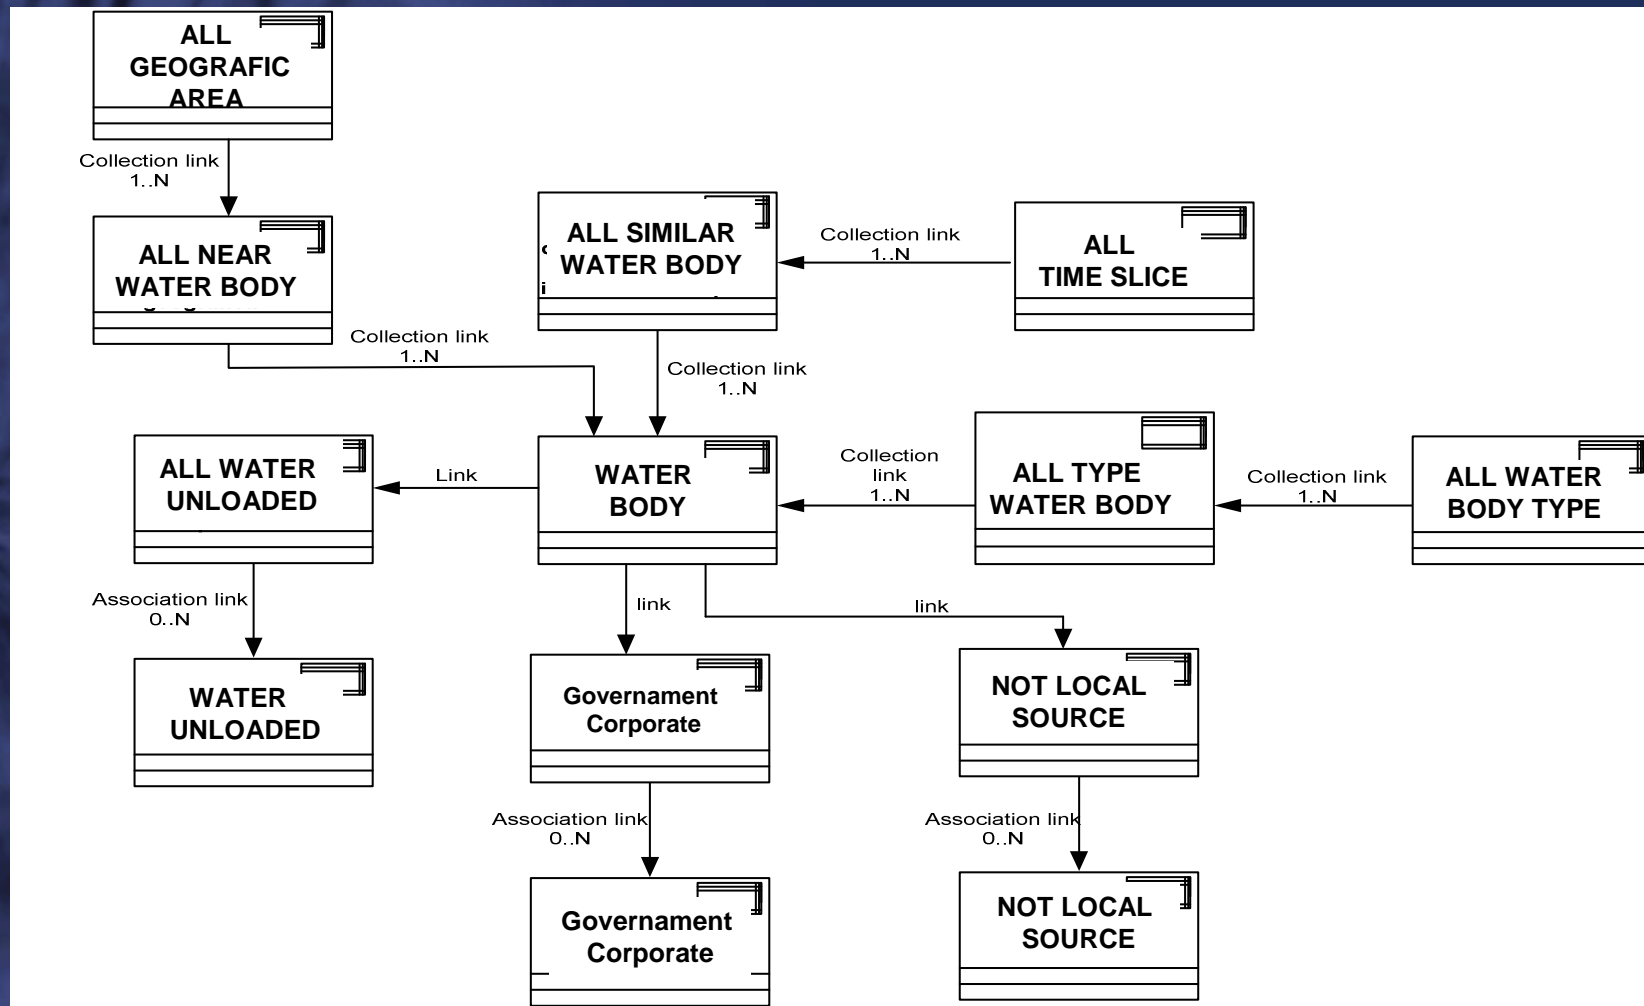 ALL
GEOGRAFIC
AREA
Collection link
1..N
ALL NEAR
WATER BODY
ALL SIMILAR
WATER BODY
Collection link
1..N
ALL
TIME SLICE
Collection link
1..N
Collection link
1..N
ALL WATER
UNLOADED
Link
WATER
BODY
Collection
link
1..N
ALL TYPE
WATER BODY
Collection link
1..N
ALL WATER
BODY TYPE
Association link
0..N
link
link
WATER
UNLOADED
Governament
Corporate
NOT LOCAL
SOURCE
Association link
0..N
Association link
0..N
Governament
Corporate
NOT LOCAL
SOURCE